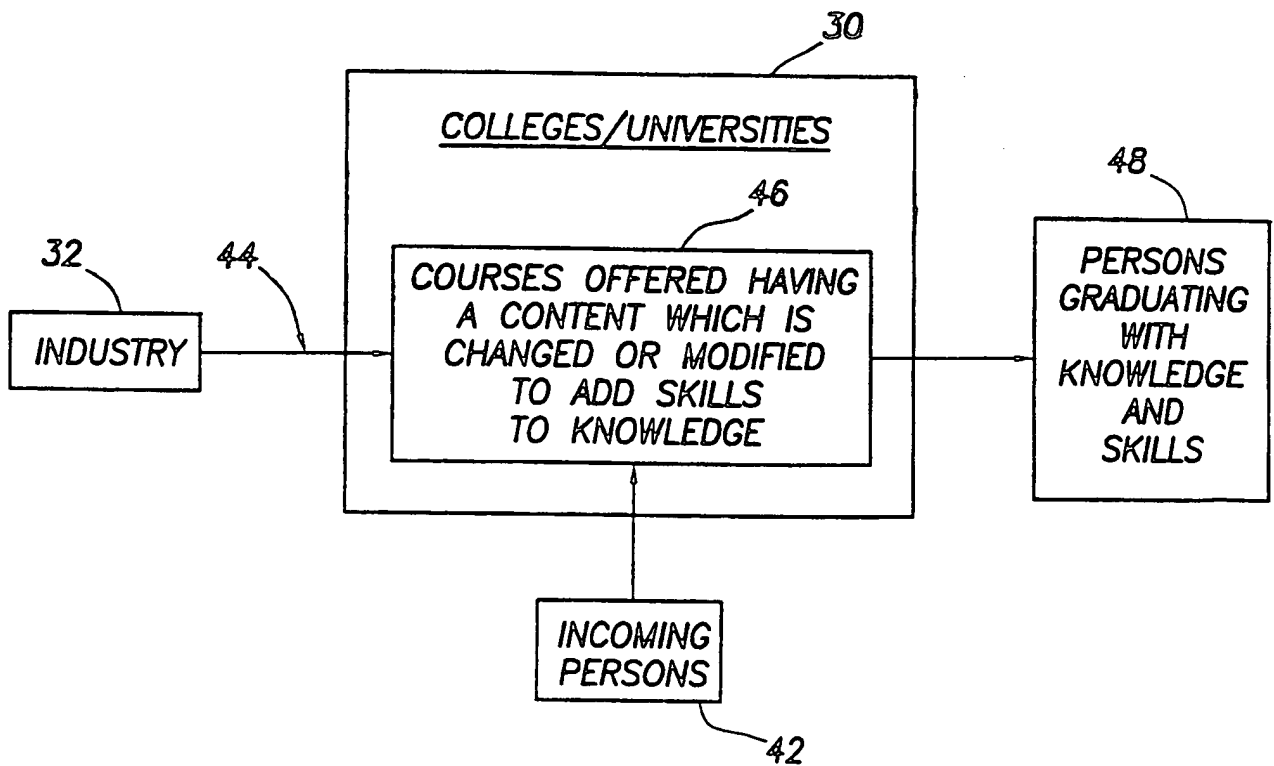 30
COLLEGES/UNIVERSITIES
46
COURSES OFFERED HAVING
A CONTENT WHICH IS
CHANGED OR MODIFIED
TO ADD SKILLS
TO KNOWLEDGE
32
44
INDUSTRY
48
PERSONS
GRADUATING
WITH
KNOWLEDGE
AND
SKILLS
INCOMING
PERSONS
42